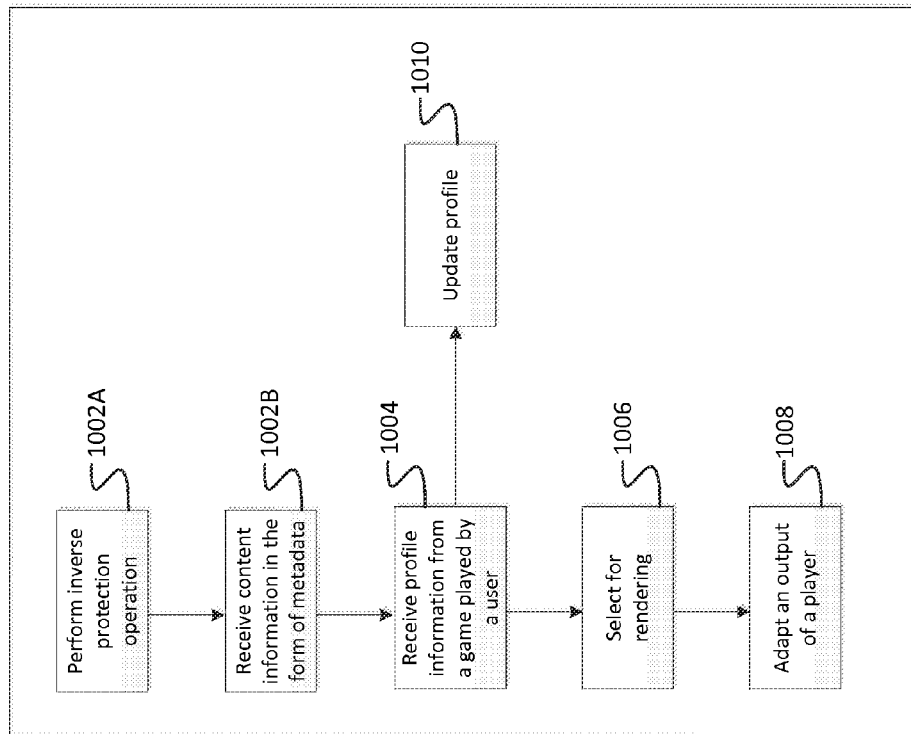 Perform inverse
protection
operation
1002A
Receive content
information in the
form of metadata
1002B
Receive profile
information from
a game played by
a user
1004
Update profile
1010
Select for
rendering
1006
Adapt an output
of a player
1008